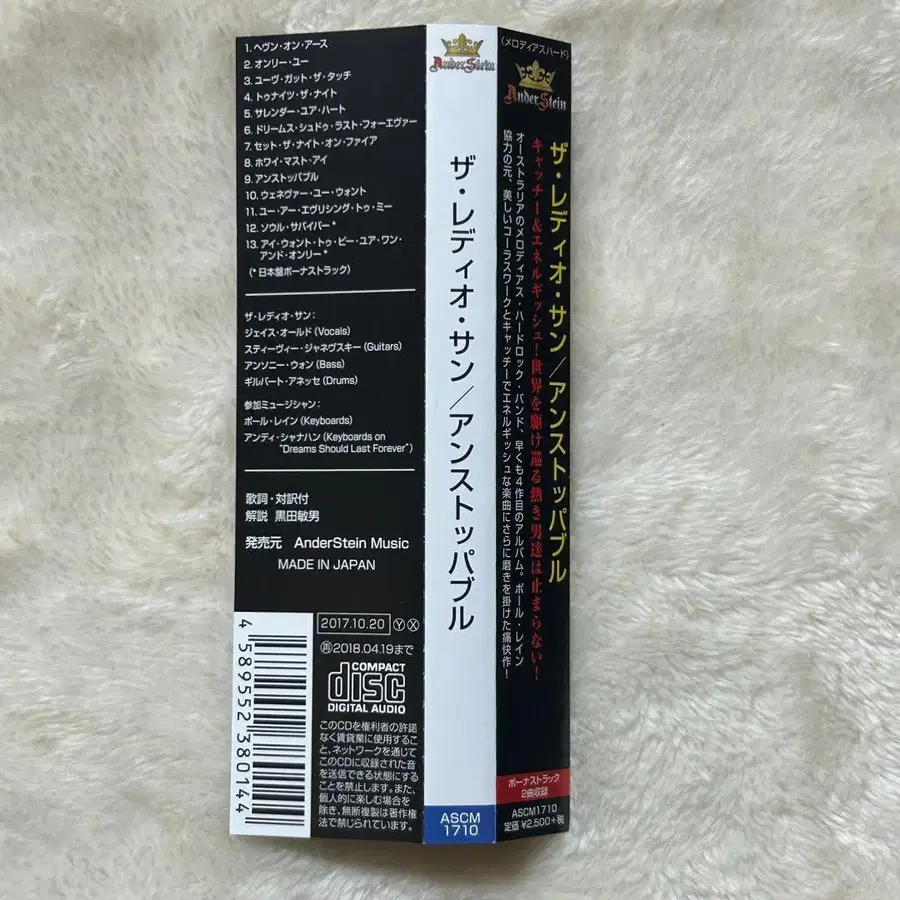 1. ヘヴン・オン・アース
2. オンリー・ユー
3. ユーヴ・ガット・ザ・タッチ
4. トゥナイツ・ザ・ナイト
5. サレンダー・ユア・ハート
6. ドリームス・シュドゥ・ラスト・フォーエヴァー
7. セット・ザ・ナイト・オン・ファイア
8. ホワイ・マスト・アイ
9. アンストッパブル
10. ウェネヴァー・ユー・ウォント
11. ユー・アー・エヴリシング・トゥ・ミー
12. ソウル・サバイバー*
13. アイ・ウォント・トゥ・ビー・ユア・ワン・
アンド・オンリー*
(*日本盤ボーナストラック)
ザ・レディオ・サン:
ジェイス・オールド (Vocals)
スティーヴィー・ジャネヴスキー (Guitars)
アンソニー・ウォン (Bass)
ギルバート・アネッセ (Drums)
参加ミュージシャン:
ポール・レイン (Keyboards)
アンディ・シャナハン (Keyboards on
"Dreams Should Last Forever")
歌詞・対訳付
解説 黒田敏男
発売元 AnderStein Music
MADE IN JAPAN
2017.10.20 Ⓨ Ⓧ
㊢2018.04.19まで
COMPACT
disc
DIGITAL AUDIO
このCDを権利者の許諾
なく賃貸業に使用するこ
と、ネットワークを通じて
このCDに収録された音
を送信できる状態にする
ことを禁止します。また、
個人的に楽しむ場合を
除き、無断複製は著作権
法で禁じられています。
4 589552 380144
AnderStein
ザ・レディオ・サン/アンストッパブル
ASCM
1710
(メロディアスハード)
AnderStein
ザ・レディオ・サン/アンストッパブル
キャッチー&エネルギッシュ!世界を駆け巡る熱き男達は止まらない!
オーストラリアのメロディアス・ハードロック・バンド、早くも4作目のアルバム。ポール・レイン
協力の元、美しいコーラスワークとキャッチーでエネルギッシュな楽曲にさらに磨きを掛けた痛快作!
ボーナストラック
2曲収録
ASCM1710
定価 ¥2,500+税